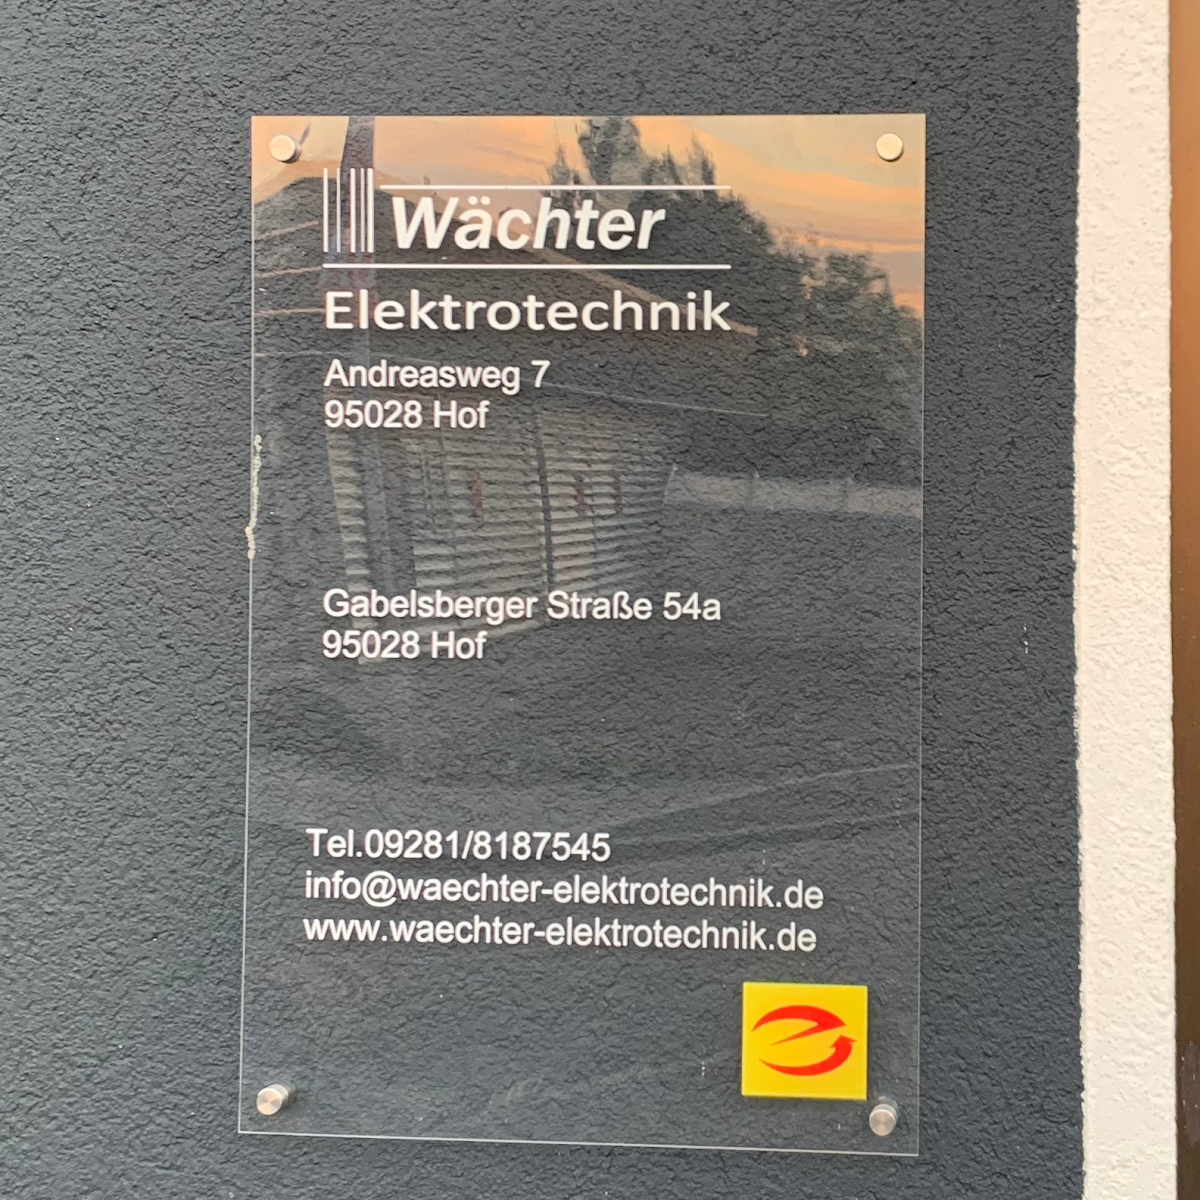 Wächter
Elektrotechnik
Andreasweg 7
95028 Hof
Gabelsberger Straße 54a
95028 Hof
Tel.09281/8187545
info@waechter-elektrotechnik.de
www.waechter-elektrotechnik.de